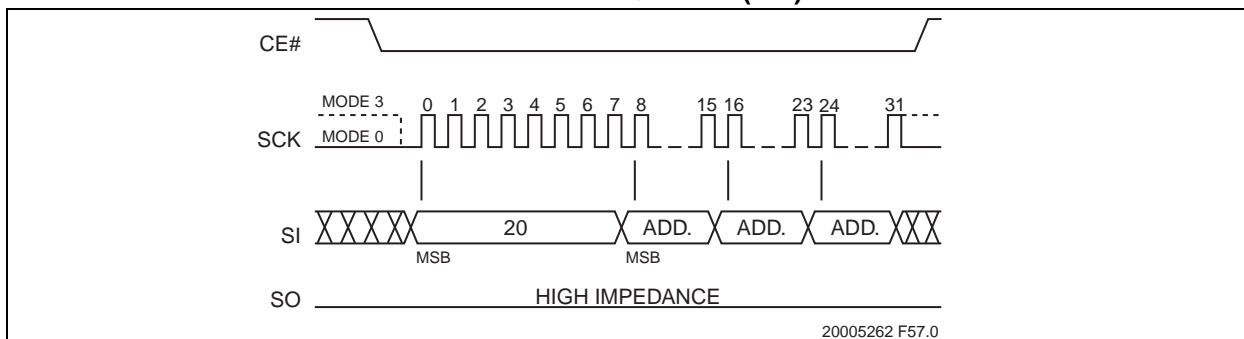 CE#
MODE 3
0 1 2 3 4 5 6 7 8 15 16 23 24 31
SCK MODE 0
SI 20 ADD. ADD. ADD.
MSB MSB
SO HIGH IMPEDANCE
20005262 F57.0